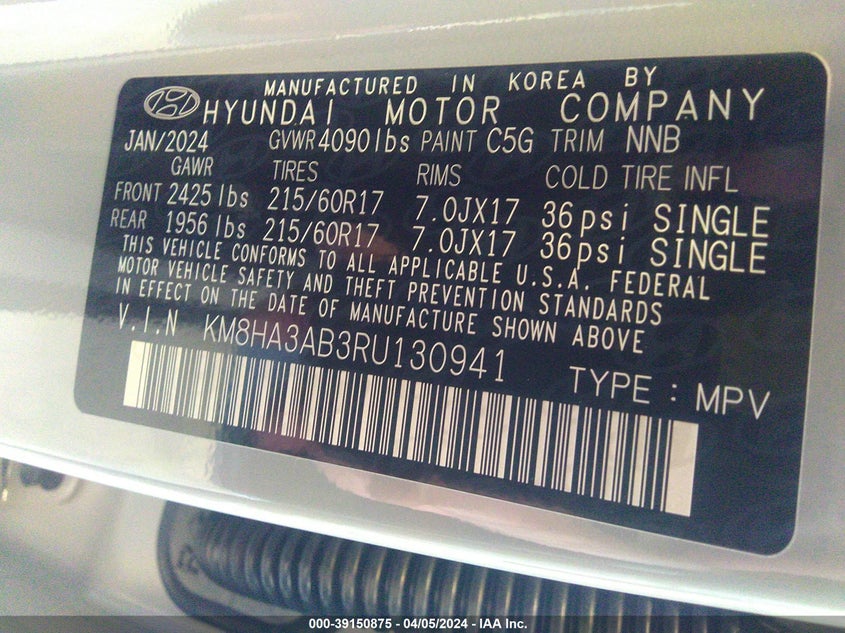 MANUFACTURED IN KOREA BY
HYUNDAI MOTOR COMPANY
JAN/2024 GVWR 4090lbs PAINT C5G TRIM NNB
GAWR TIRES RIMS COLD TIRE INFL
FRONT 2425 lbs 215/60R17 7.0JX17 36psi SINGLE
REAR 1956 lbs 215/60R17 7.0JX17 36psi SINGLE
THIS VEHICLE CONFORMS TO ALL APPLICABLE U.S.A. FEDERAL
MOTOR VEHICLE SAFETY AND THEFT PREVENTION STANDARDS
IN EFFECT ON THE DATE OF MANUFACTURE SHOWN ABOVE
V.I.N KM8HA3AB3RU130941
TYPE : MPV
000-39150875 - 04/05/2024 - IAA Inc.